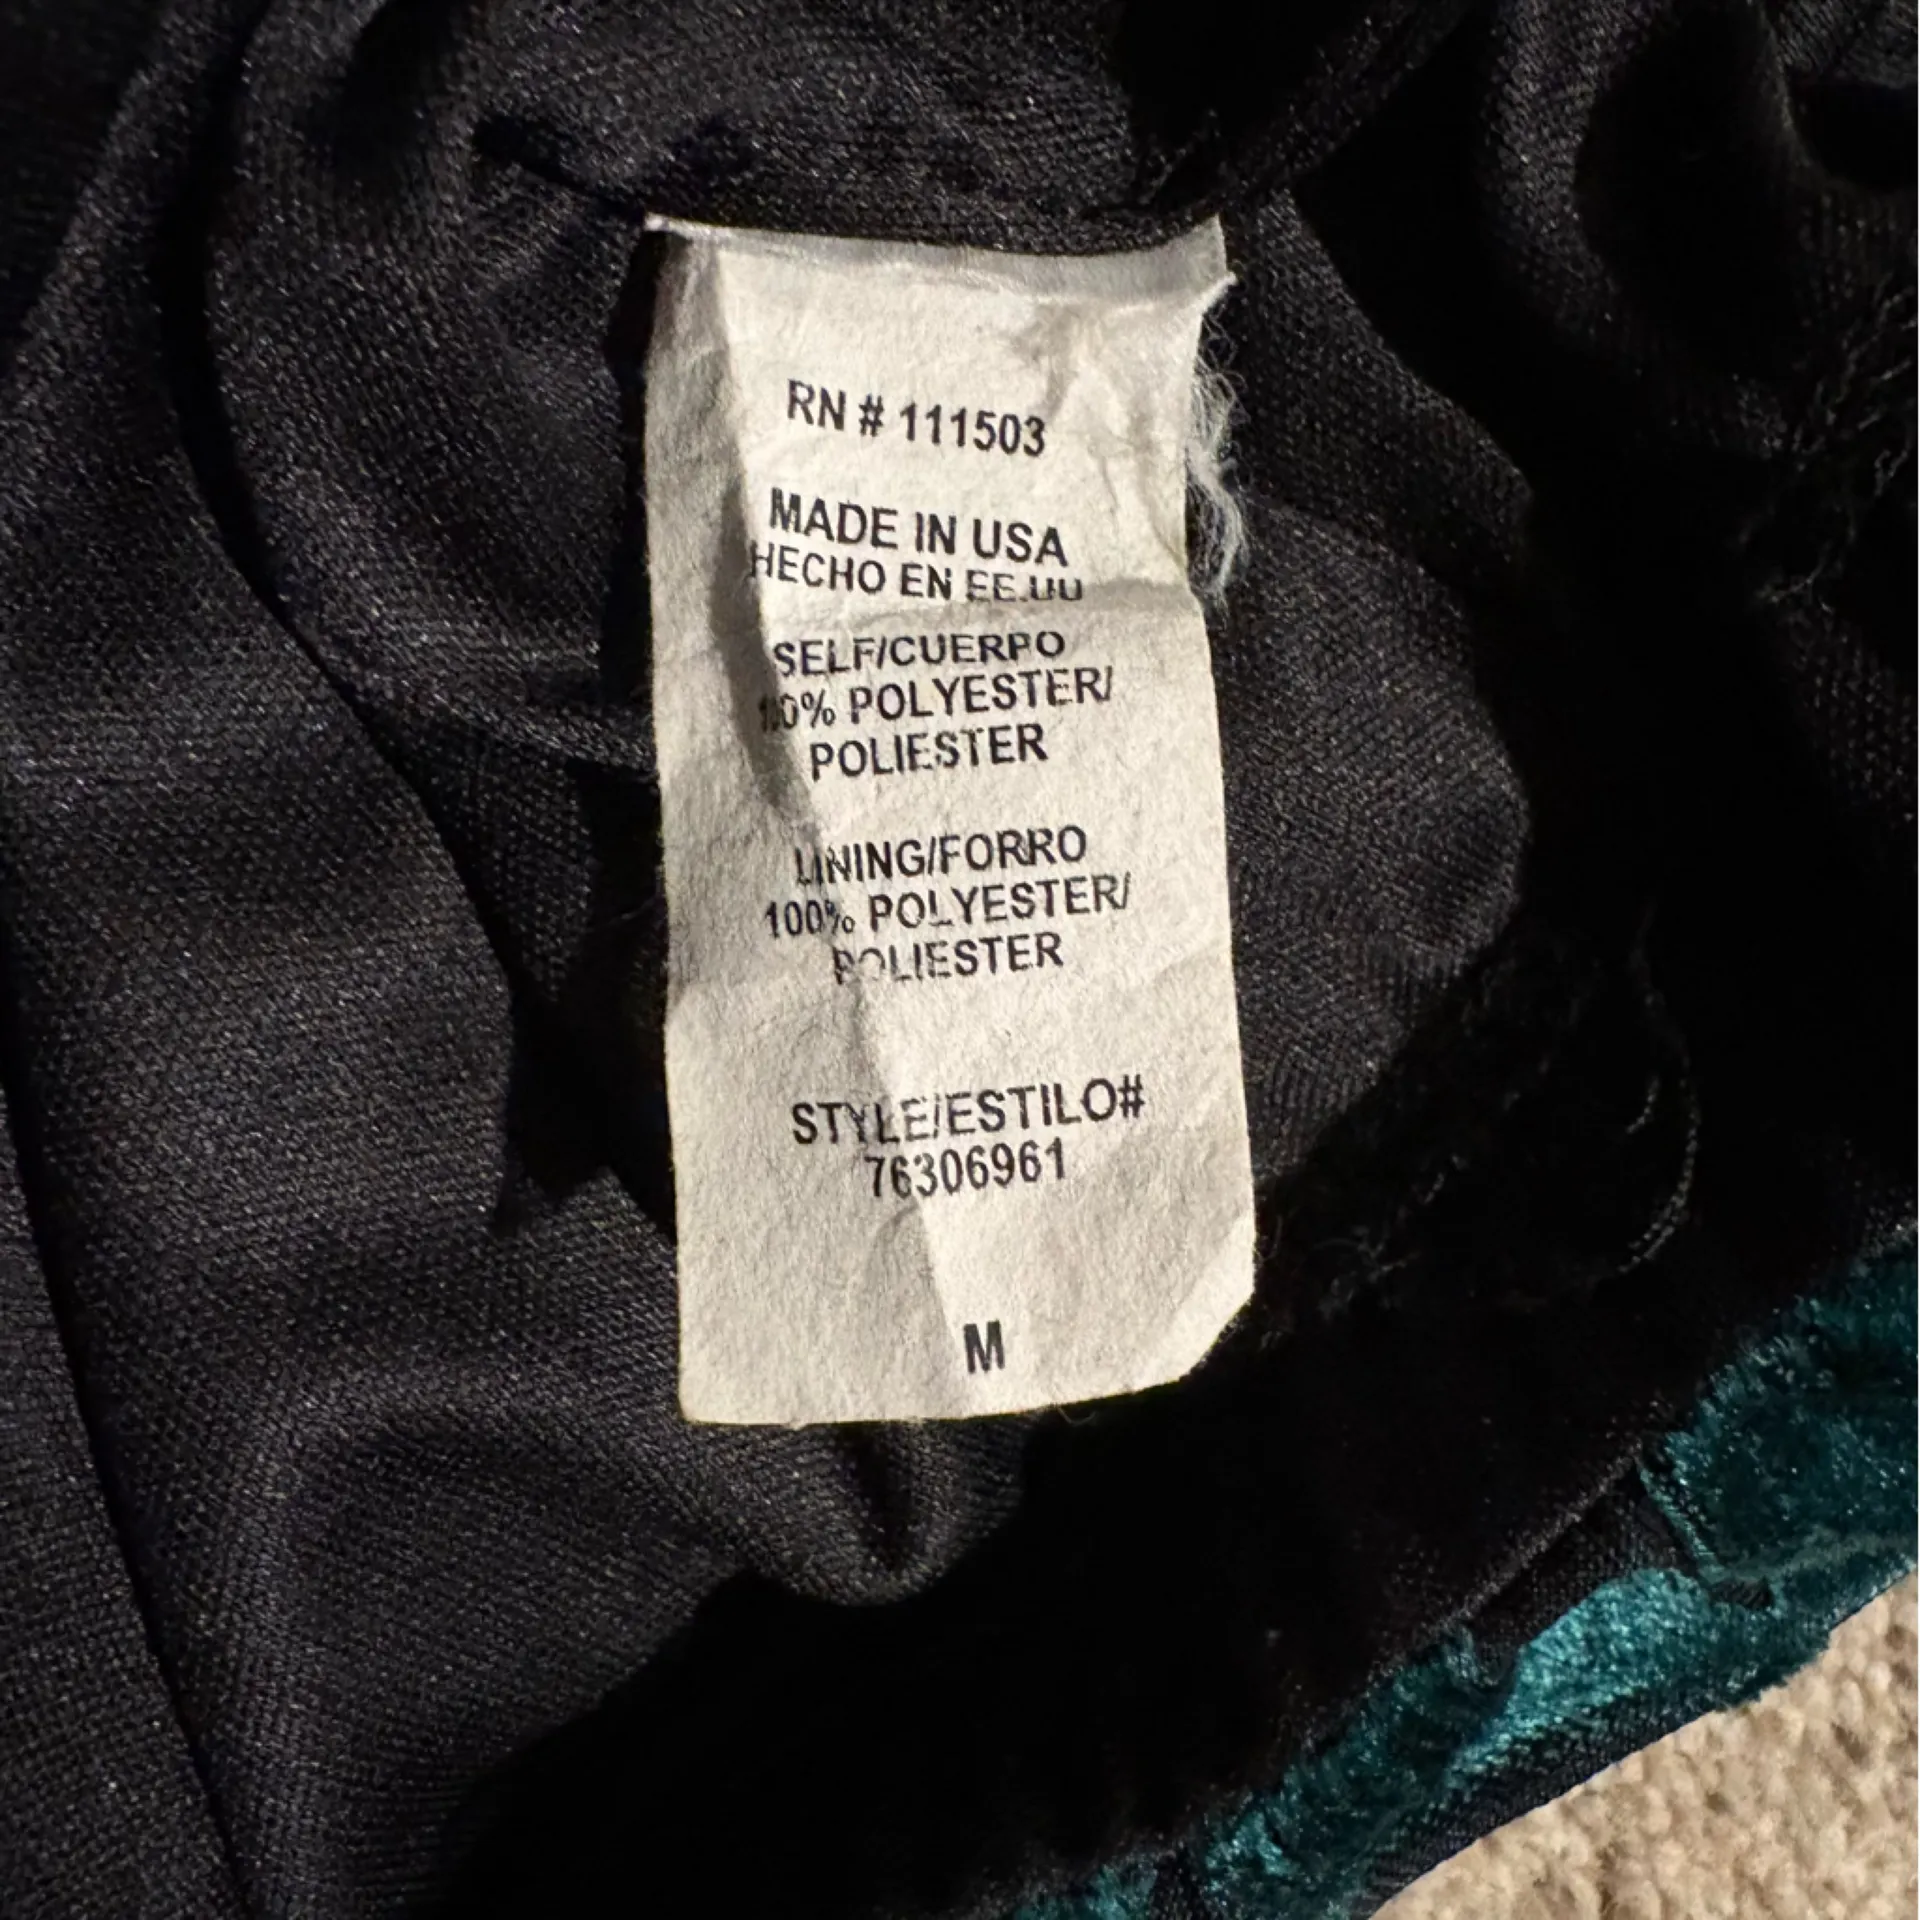 RN # 111503
MADE IN USA
HECHO EN EE.UU
SELF/CUERPO
100% POLYESTER/
POLIESTER
LINING/FORRO
100% POLYESTER/
POLIESTER
STYLE/ESTILO#
76306961
M